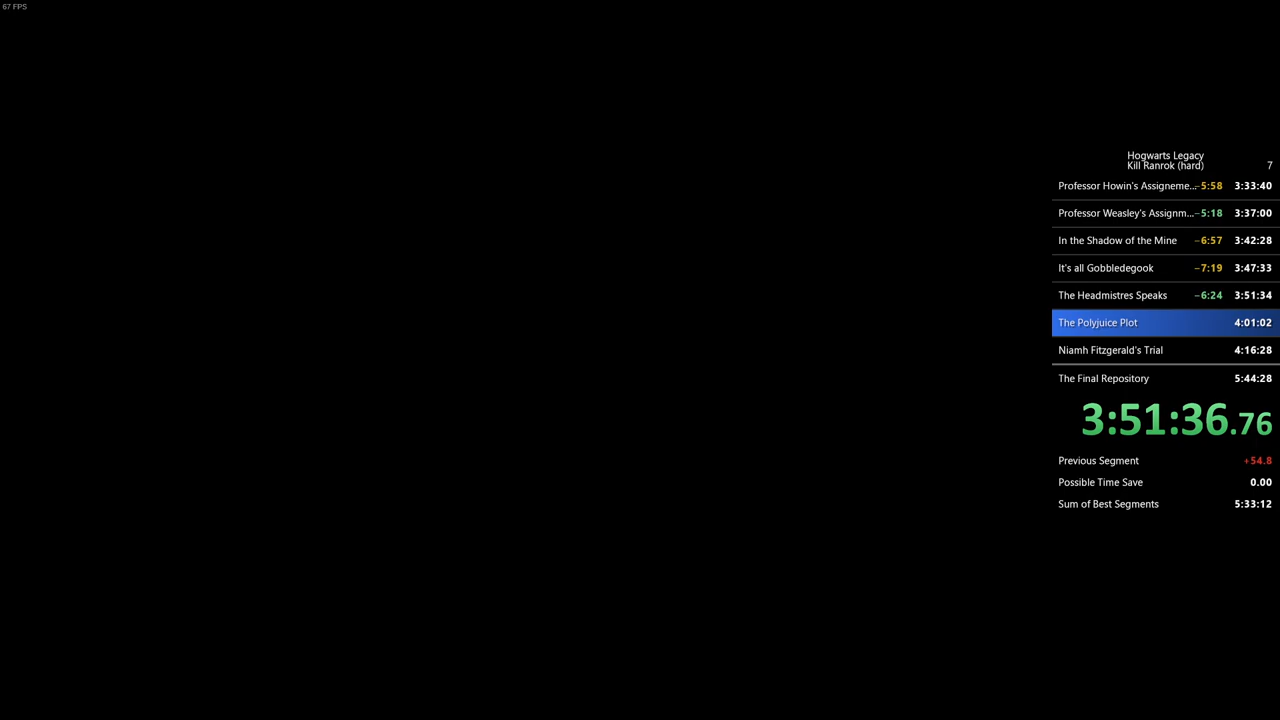 67 FPS
Hogwarts Legacy
Kill Ranrok (hard) 7
Professor Howin's Assigneme... −5:58 3:33:40
Professor Weasley's Assignm... −5:18 3:37:00
In the Shadow of the Mine −6:57 3:42:28
It's all Gobbledegook −7:19 3:47:33
The Headmistres Speaks −6:24 3:51:34
The Polyjuice Plot 4:01:02
Niamh Fitzgerald's Trial 4:16:28
The Final Repository 5:44:28
3:51:36.76
Previous Segment +54.8
Possible Time Save 0.00
Sum of Best Segments 5:33:12